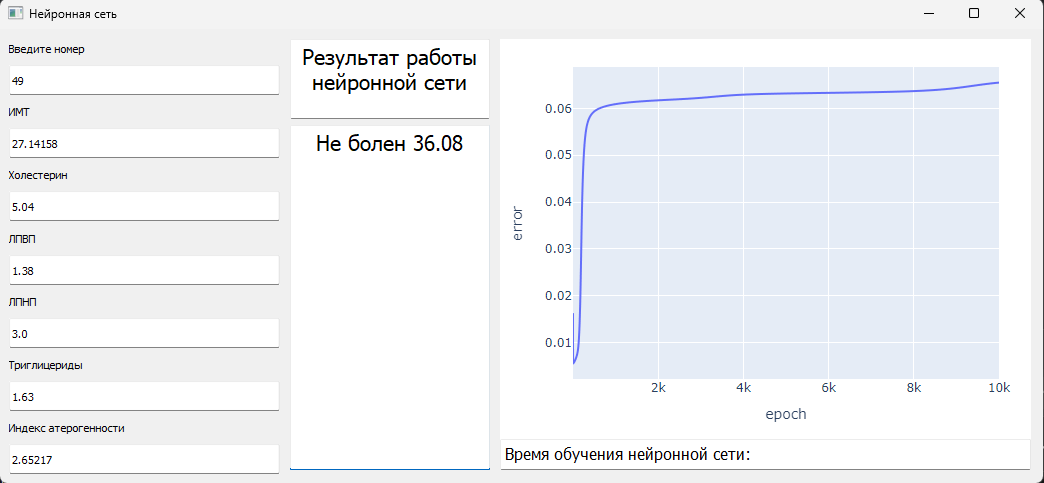 Нейронная сеть
Введите номер
49
ИМТ
27.14158
Холестерин
5.04
ЛПВП
1.38
ЛПНП
3.0
Триглицериды
1.63
Индекс атерогенности
2.65217
Результат работы
нейронной сети
Не болен 36.08
error
0.06
0.05
0.04
0.03
0.02
0.01
2k 4k 6k 8k 10k
epoch
Время обучения нейронной сети: